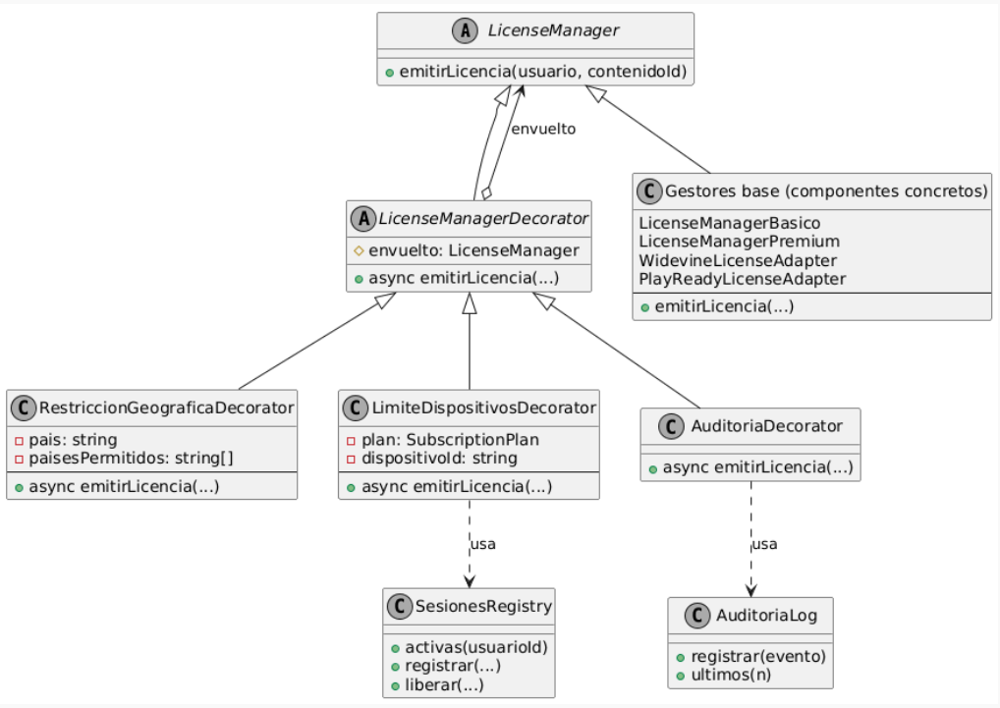 A LicenseManager
emitirLicencia(usuario, contenidoId)
envuelto
A LicenseManagerDecorator
envuelto: LicenseManager
async emitirLicencia(...)
C Gestores base (componentes concretos)
LicenseManagerBasico
LicenseManagerPremium
WidevineLicenseAdapter
PlayReadyLicenseAdapter
emitirLicencia(...)
C RestriccionGeograficaDecorator
pais: string
paisesPermitidos: string[]
async emitirLicencia(...)
C LimiteDispositivosDecorator
plan: SubscriptionPlan
dispositivoId: string
async emitirLicencia(...)
C AuditoriaDecorator
async emitirLicencia(...)
usa
usa
C SesionesRegistry
activas(usuarioId)
registrar(...)
liberar(...)
C AuditoriaLog
registrar(evento)
ultimos(n)